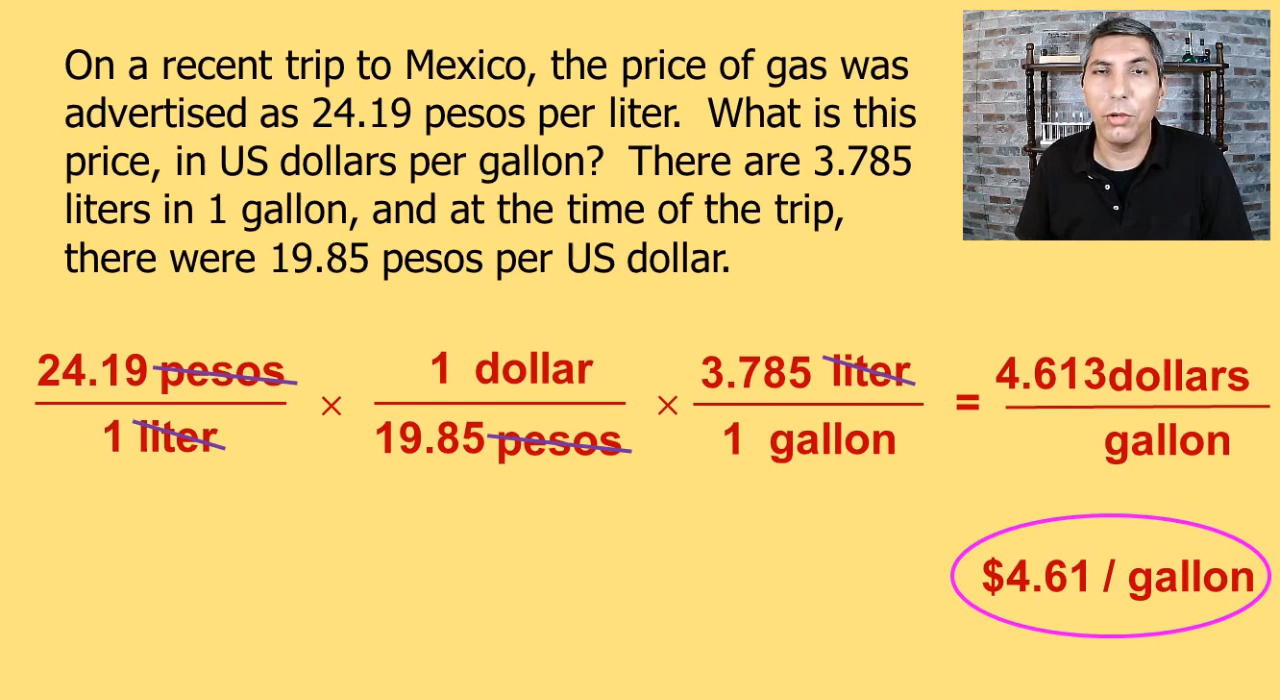 On a recent trip to Mexico, the price of gas was
advertised as 24.19 pesos per liter.  What is this
price, in US dollars per gallon?  There are 3.785
liters in 1 gallon, and at the time of the trip,
there were 19.85 pesos per US dollar.
24.19 pesos × 1 dollar × 3.785 liter = 4.613 dollars
1 liter 19.85 pesos 1 gallon gallon
$4.61 / gallon